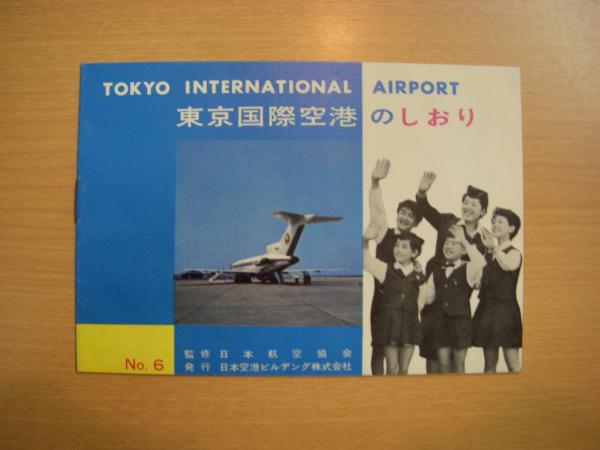 TOKYO INTERNATIONAL AIRPORT
東京国際空港のしおり
No. 6
監修 日本航空協会
発行 日本空港ビルデング株式会社